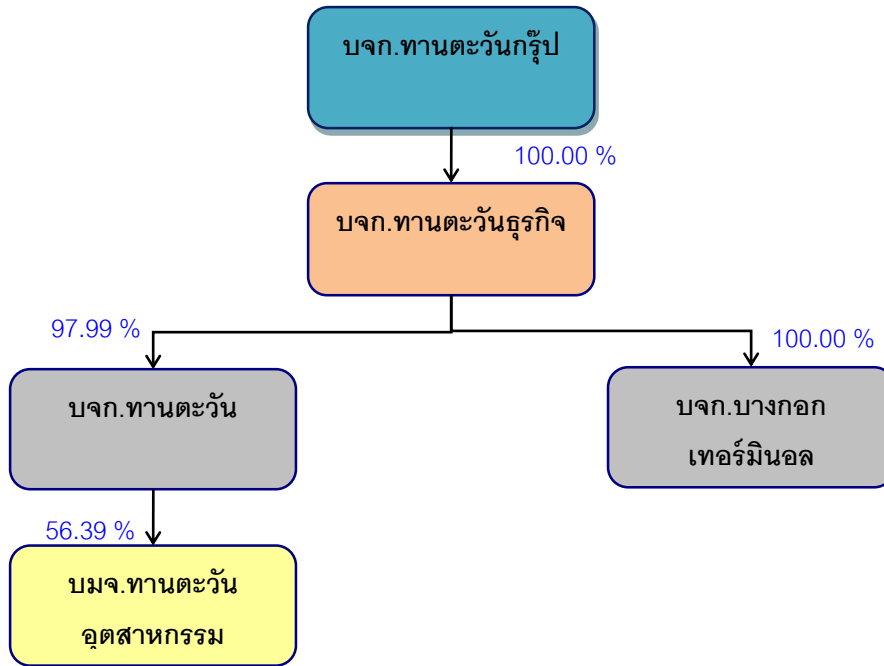 บจก.ทานตะวันกรุ๊ป
100.00 %
บจก.ทานตะวันธุรกิจ
97.99 %
100.00 %
บจก.ทานตะวัน
บจก.บางกอก
เทอร์มินอล
56.39 %
บมจ.ทานตะวัน
อุตสาหกรรม